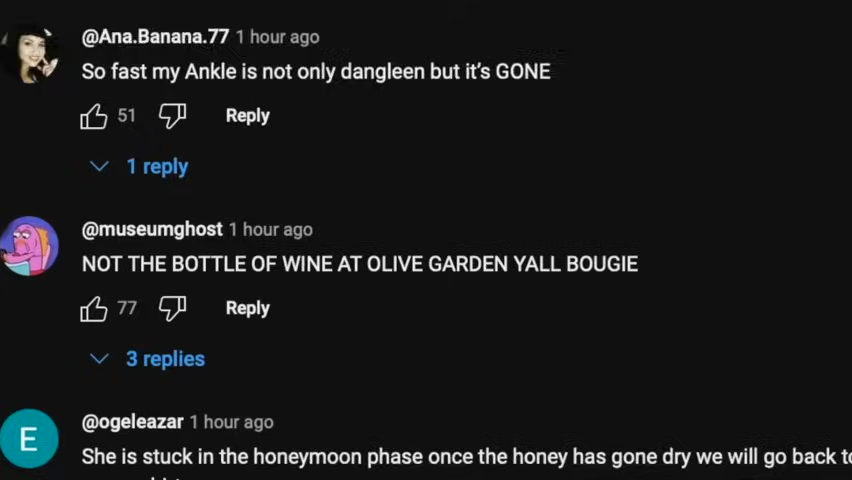 @Ana.Banana.77 1 hour ago
So fast my Ankle is not only dangleen but it's GONE
51 Reply
1 reply
@museumghost 1 hour ago
NOT THE BOTTLE OF WINE AT OLIVE GARDEN YALL BOUGIE
77 Reply
3 replies
E
@ogeleazar 1 hour ago
She is stuck in the honeymoon phase once the honey has gone dry we will go back to